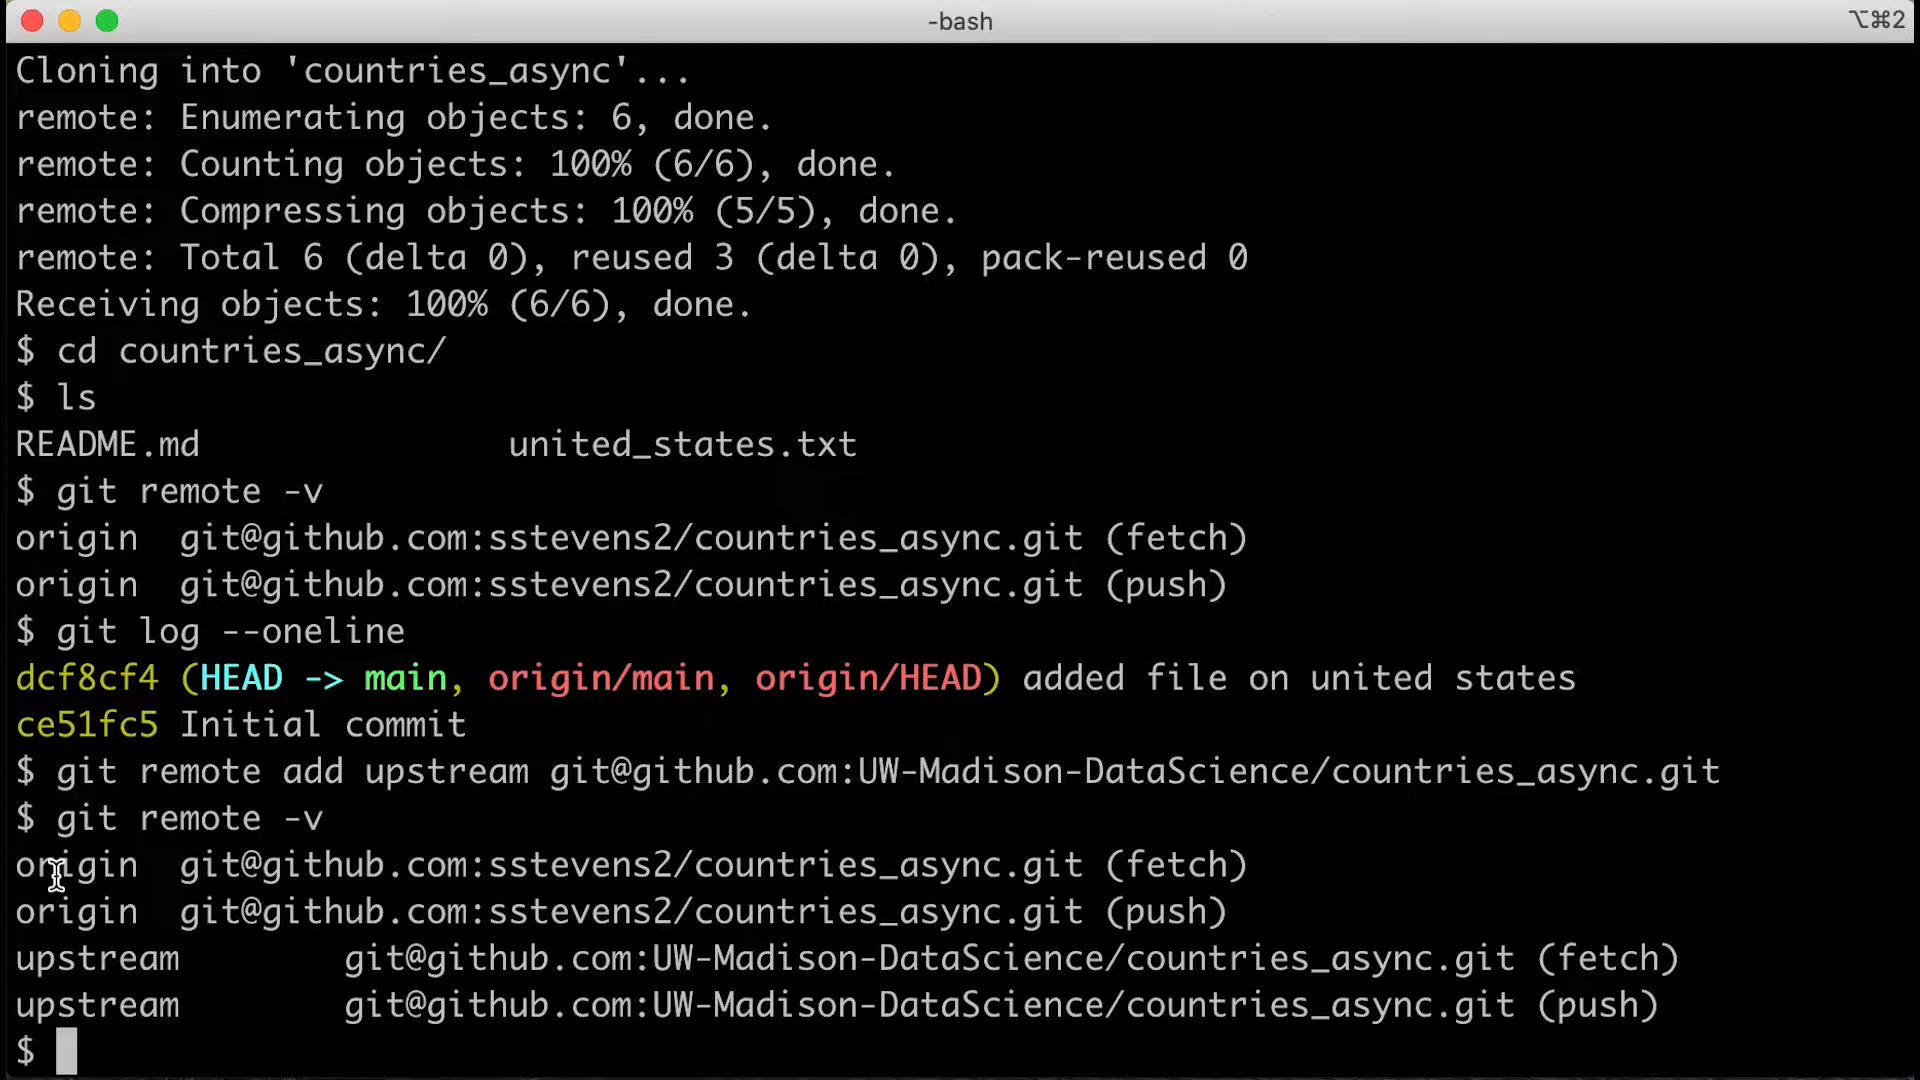 -bash
⌥⌘2
Cloning into 'countries_async'...
remote: Enumerating objects: 6, done.
remote: Counting objects: 100% (6/6), done.
remote: Compressing objects: 100% (5/5), done.
remote: Total 6 (delta 0), reused 3 (delta 0), pack-reused 0
Receiving objects: 100% (6/6), done.
$ cd countries_async/
$ ls
README.md united_states.txt
$ git remote -v
origin git@github.com:sstevens2/countries_async.git (fetch)
origin git@github.com:sstevens2/countries_async.git (push)
$ git log --oneline
dcf8cf4 (HEAD -> main, origin/main, origin/HEAD) added file on united states
ce51fc5 Initial commit
$ git remote add upstream git@github.com:UW-Madison-DataScience/countries_async.git
$ git remote -v
origin git@github.com:sstevens2/countries_async.git (fetch)
origin git@github.com:sstevens2/countries_async.git (push)
upstream git@github.com:UW-Madison-DataScience/countries_async.git (fetch)
upstream git@github.com:UW-Madison-DataScience/countries_async.git (push)
$